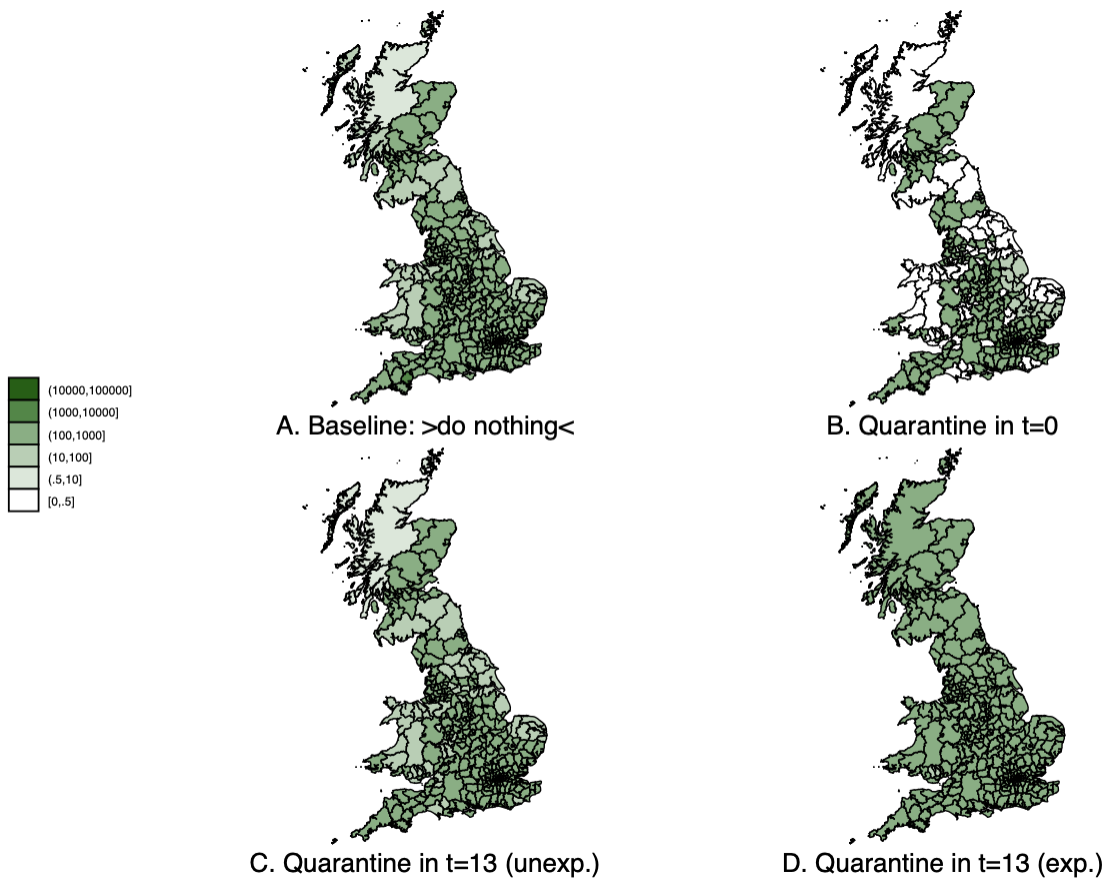 (10000,100000]
(1000,10000]
(100,1000]
(10,100]
(.5,10]
[0,.5]
A. Baseline: >do nothing<
B. Quarantine in t=0
C. Quarantine in t=13 (unexp.)
D. Quarantine in t=13 (exp.)